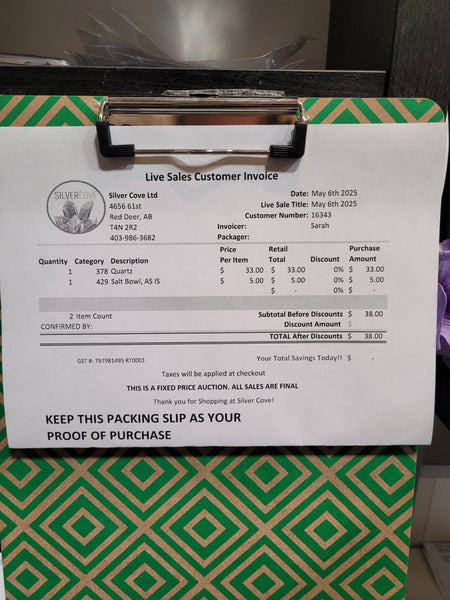 Live Sales Customer Invoice
SILVERCOVE
Silver Cove Ltd Date: May 6th 2025
4656 61st Live Sale Title: May 6th 2025
Red Deer, AB Customer Number: 16343
T4N 2R2 Invoicer: Sarah
403-986-3682 Packager:
Price Retail Purchase
Quantity Category Description Per Item Total Discount Amount
1 378 Quartz $ 33.00 $ 33.00 0% $ 33.00
1 429 Salt Bowl, AS IS $ 5.00 $ 5.00 0% $ 5.00
$ - 0% $ -
2 Item Count Subtotal Before Discounts $ 38.00
CONFIRMED BY: Discount Amount $
TOTAL After Discounts $ 38.00
GST #: 797981495 RT0001 Your Total Savings Today!! $ -
Taxes will be applied at checkout
THIS IS A FIXED PRICE AUCTION. ALL SALES ARE FINAL
Thank you for Shopping at Silver Cove!
KEEP THIS PACKING SLIP AS YOUR
PROOF OF PURCHASE